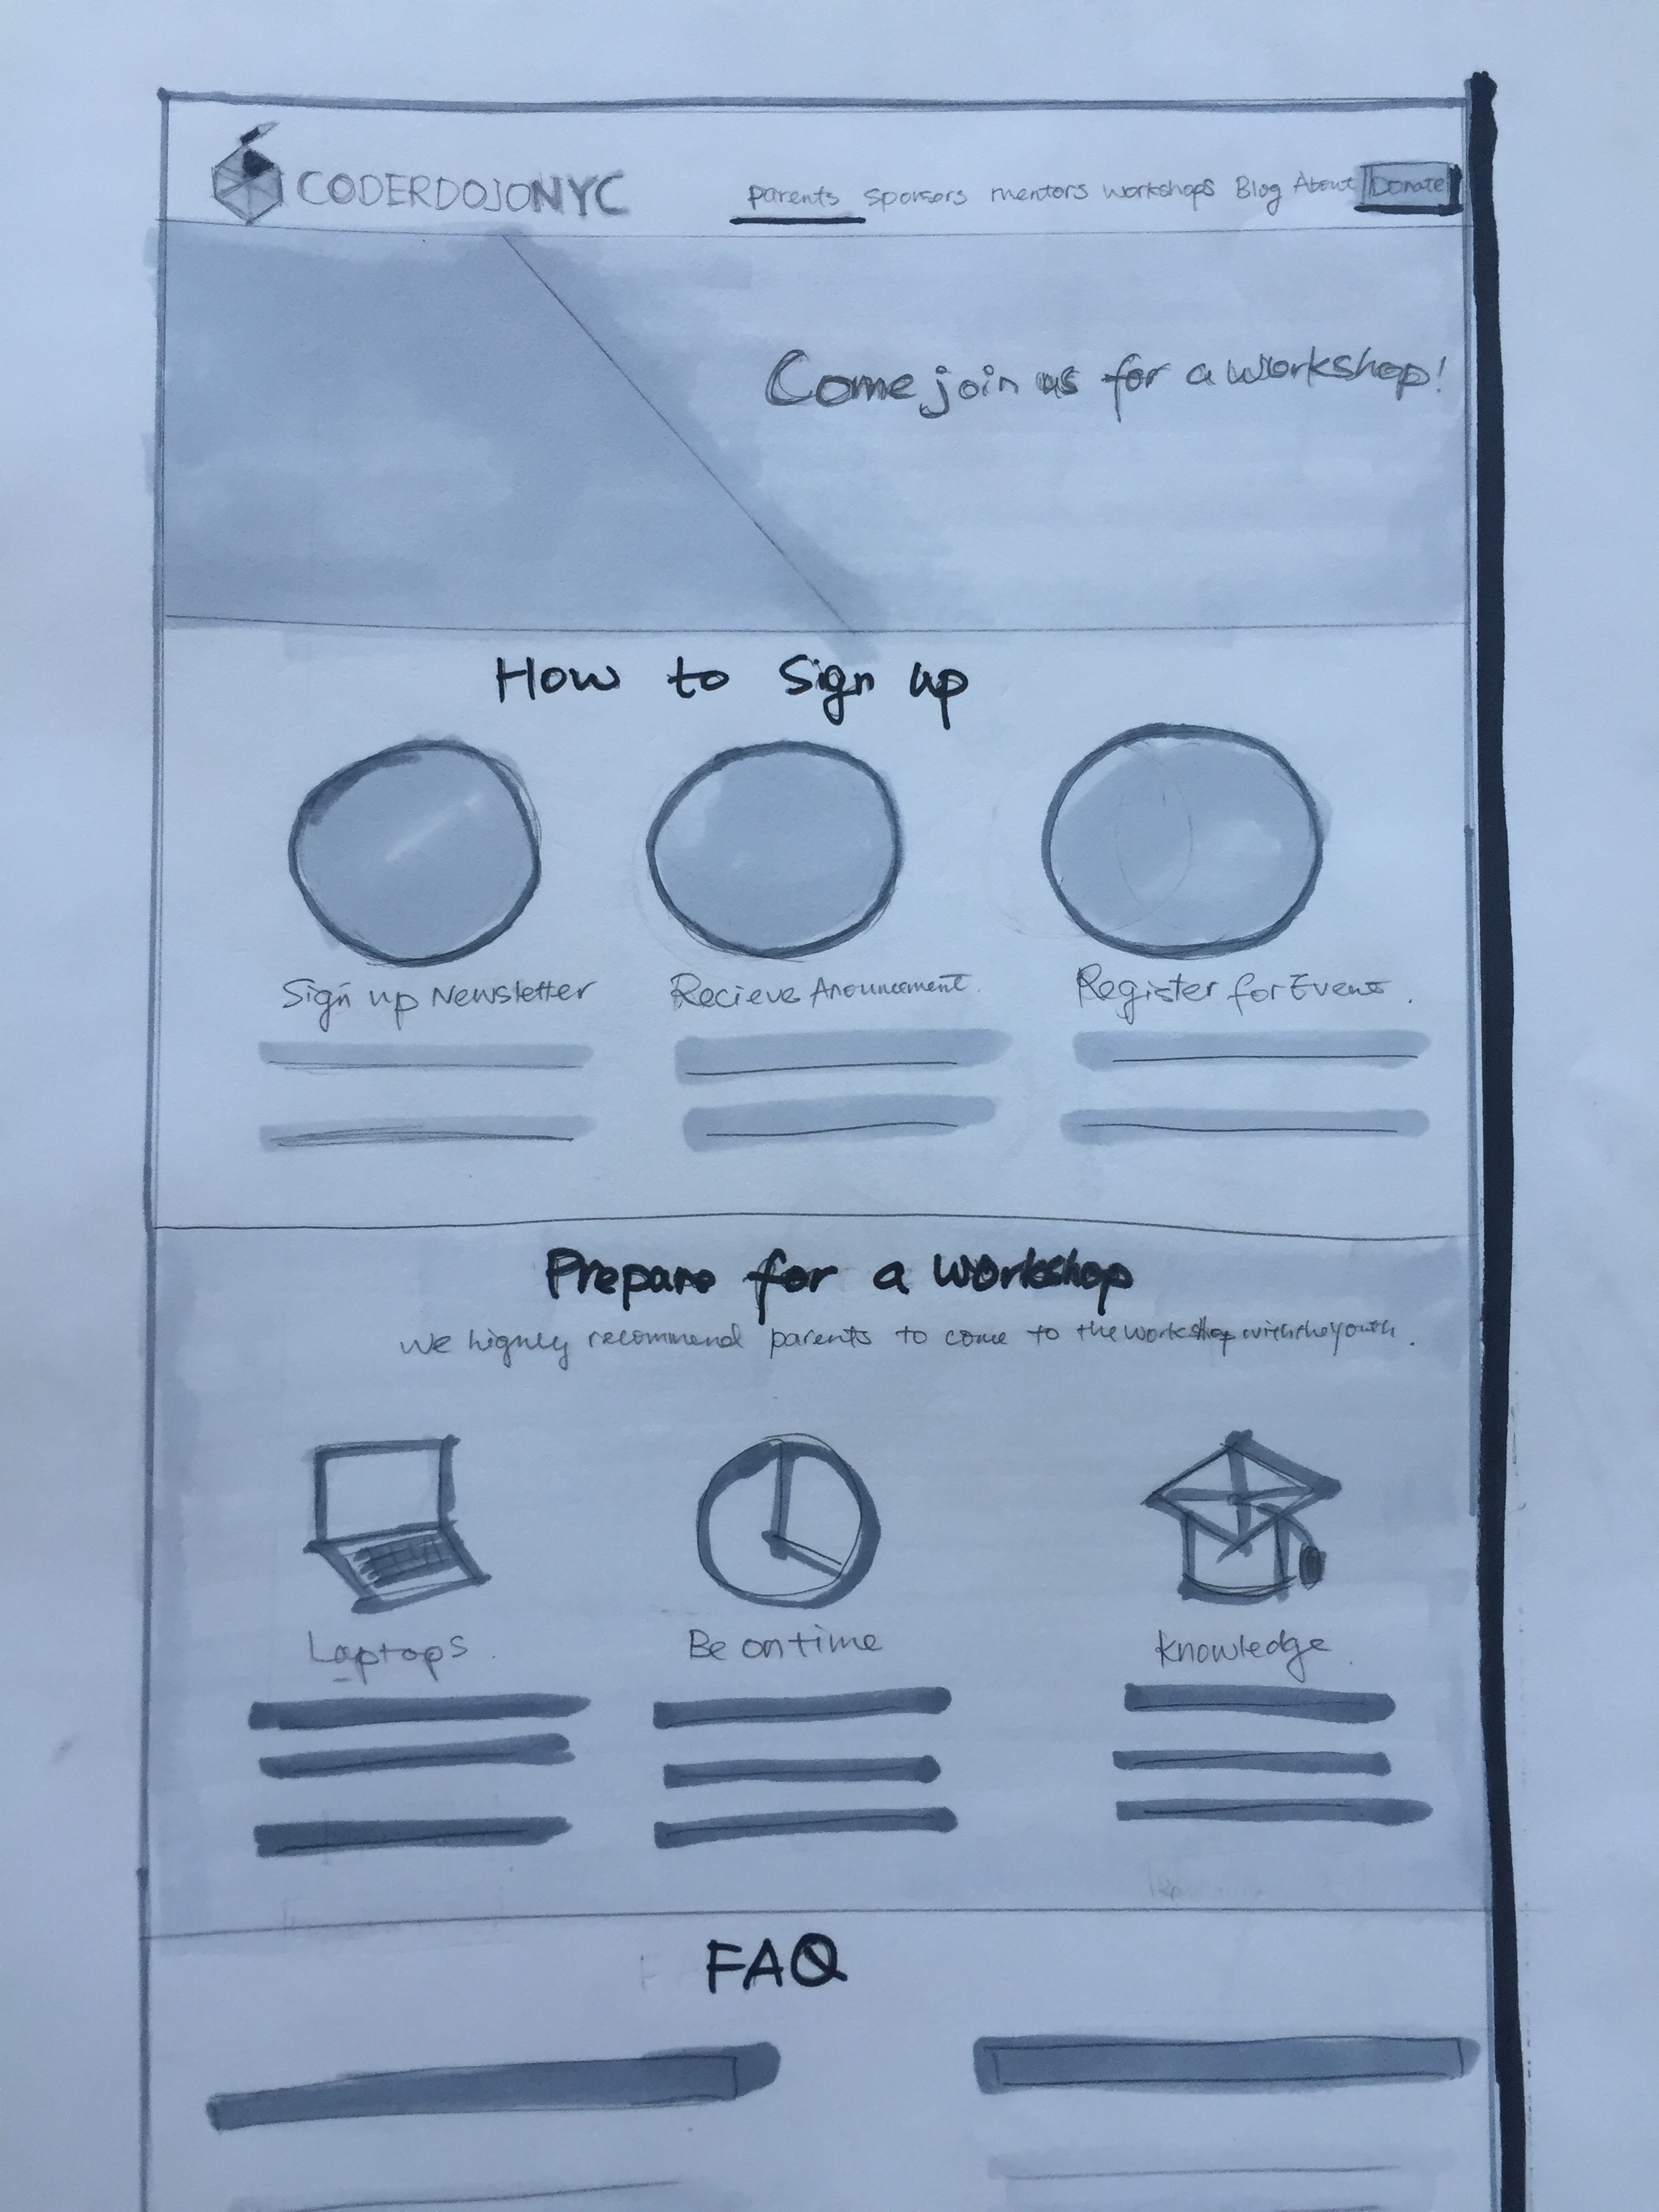 CODERDOJONYC
parents sponsors mentors workshops Blog About Donate
Come join us for a workshop!
How to Sign up
Sign up Newsletter
Recieve Anouncement.
Register for Event.
Prepare for a workshop
we highly recommend parents to come to the workshop with the youth.
Laptops.
Be on time
knowledge.
FAQ